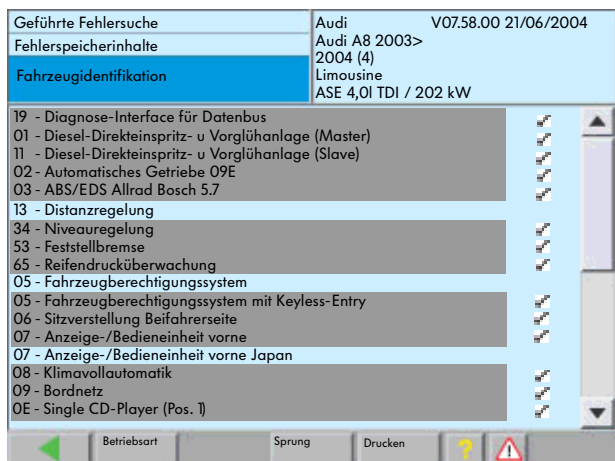 Geführte Fehlersuche
Fehlerspeicherinhalte
Fahrzeugidentifikation
Audi V07.58.00 21/06/2004
Audi A8 2003>
2004 (4)
Limousine
ASE 4,0l TDI / 202 kW
19 - Diagnose-Interface für Datenbus
01 - Diesel-Direkteinspritz- u Vorglühanlage (Master)
11 - Diesel-Direkteinspritz- u Vorglühanlage (Slave)
02 - Automatisches Getriebe 09E
03 - ABS/EDS Allrad Bosch 5.7
13 - Distanzregelung
34 - Niveauregelung
53 - Feststellbremse
65 - Reifendrucküberwachung
05 - Fahrzeugberechtigungssystem
05 - Fahrzeugberechtigungssystem mit Keyless-Entry
06 - Sitzverstellung Beifahrerseite
07 - Anzeige-/Bedieneinheit vorne
07 - Anzeige-/Bedieneinheit vorne Japan
08 - Klimavollautomatik
09 - Bordnetz
0E - Single CD-Player (Pos. 1)
Betriebsart Sprung Drucken ?